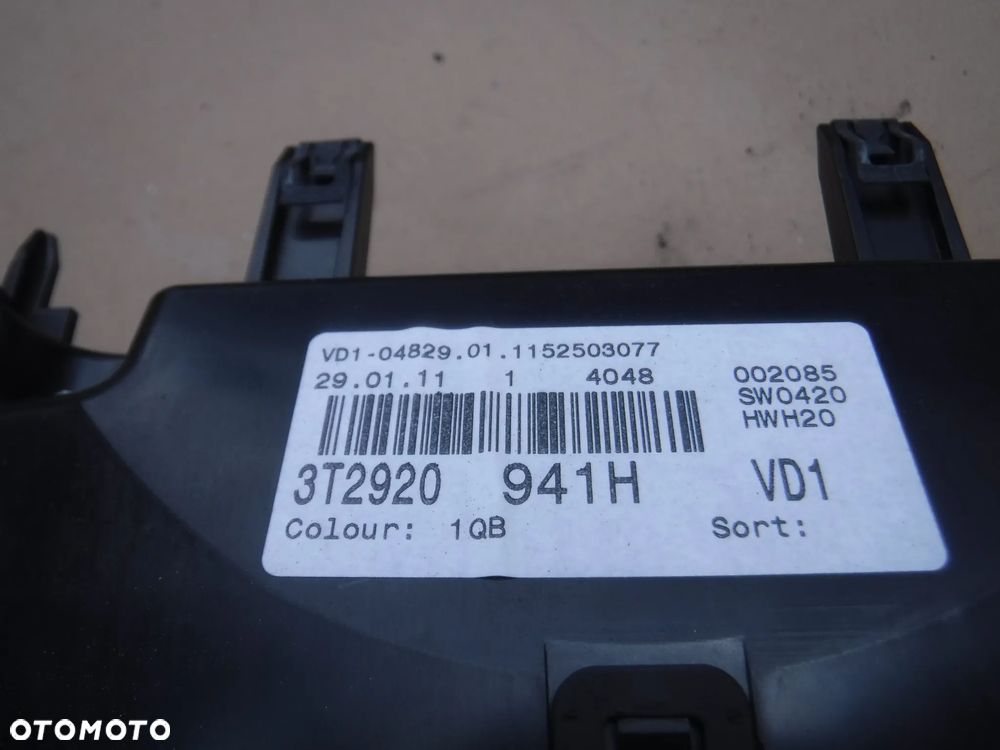 VD1-04829.01.1152503077
29.01.11 1 4048 002085
SW0420
HWH20
3T2920 941H VD1
Colour: 1QB Sort:
OTOMOTO